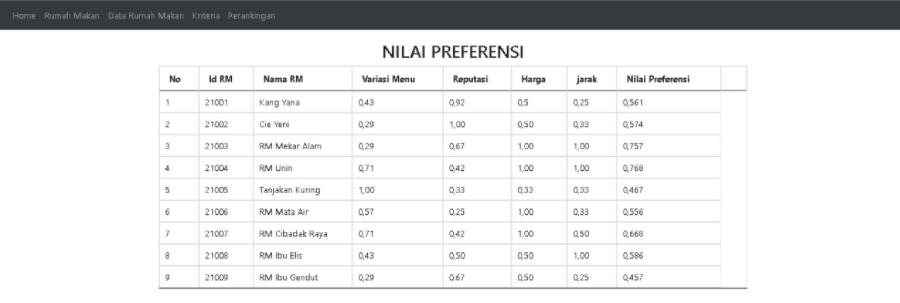 Home Rumah Makan Data Rumah Makan Kriteria Perankingan
NILAI PREFERENSI
No Id RM Nama RM Variasi Menu Reputasi Harga jarak Nilai Preferensi
1 21001 Kang Yana 0,43 0,92 0,5 0,25 0,561
2 21002 Cie Yeni 0,29 1,00 0,50 0,33 0,574
3 21003 RM Mekar Alam 0,29 0,67 1,00 1,00 0,757
4 21004 RM Unin 0,71 0,42 1,00 1,00 0,768
5 21005 Tanjakan Kuring 1,00 0,33 0,33 0,33 0,467
6 21006 RM Mata Air 0,57 0,25 1,00 0,33 0,556
7 21007 RM Cibadak Raya 0,71 0,42 1,00 0,50 0,668
8 21008 RM Ibu Elis 0,43 0,50 0,50 1,00 0,586
9 21009 RM Ibu Gendut 0,29 0.67 0,50 0,25 0,457